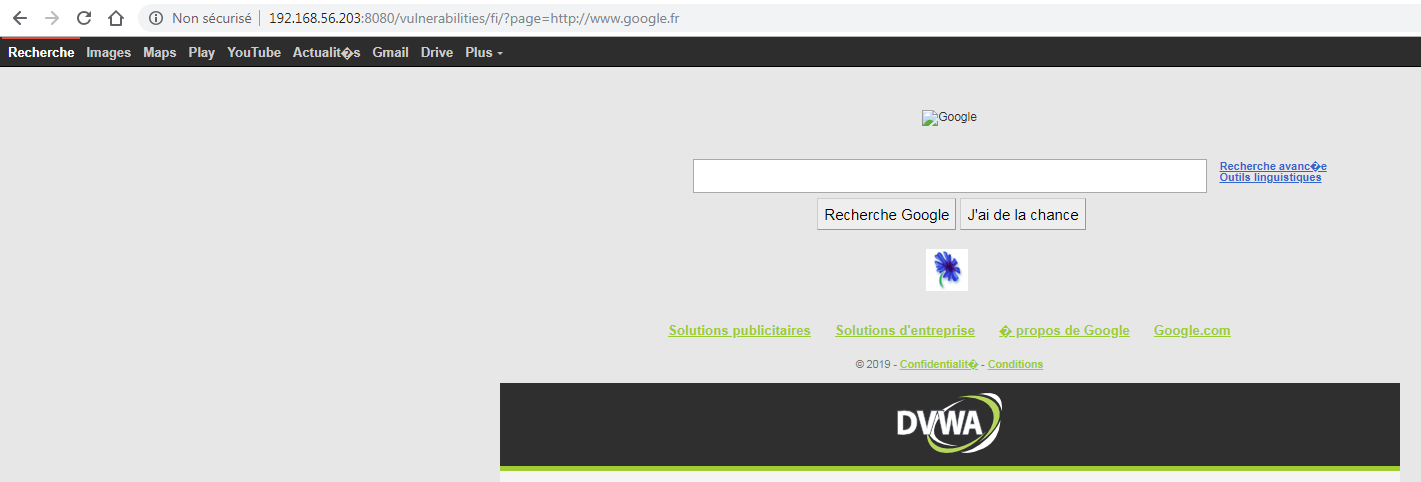 Non sécurisé | 192.168.56.203:8080/vulnerabilities/fi/?page=http://www.google.fr
Recherche Images Maps Play YouTube Actualit�s Gmail Drive Plus
Google
Recherche avanc�e
Outils linguistiques
Recherche Google J'ai de la chance
Solutions publicitaires Solutions d'entreprise � propos de Google Google.com
© 2019 - Confidentialit� - Conditions
DVWA